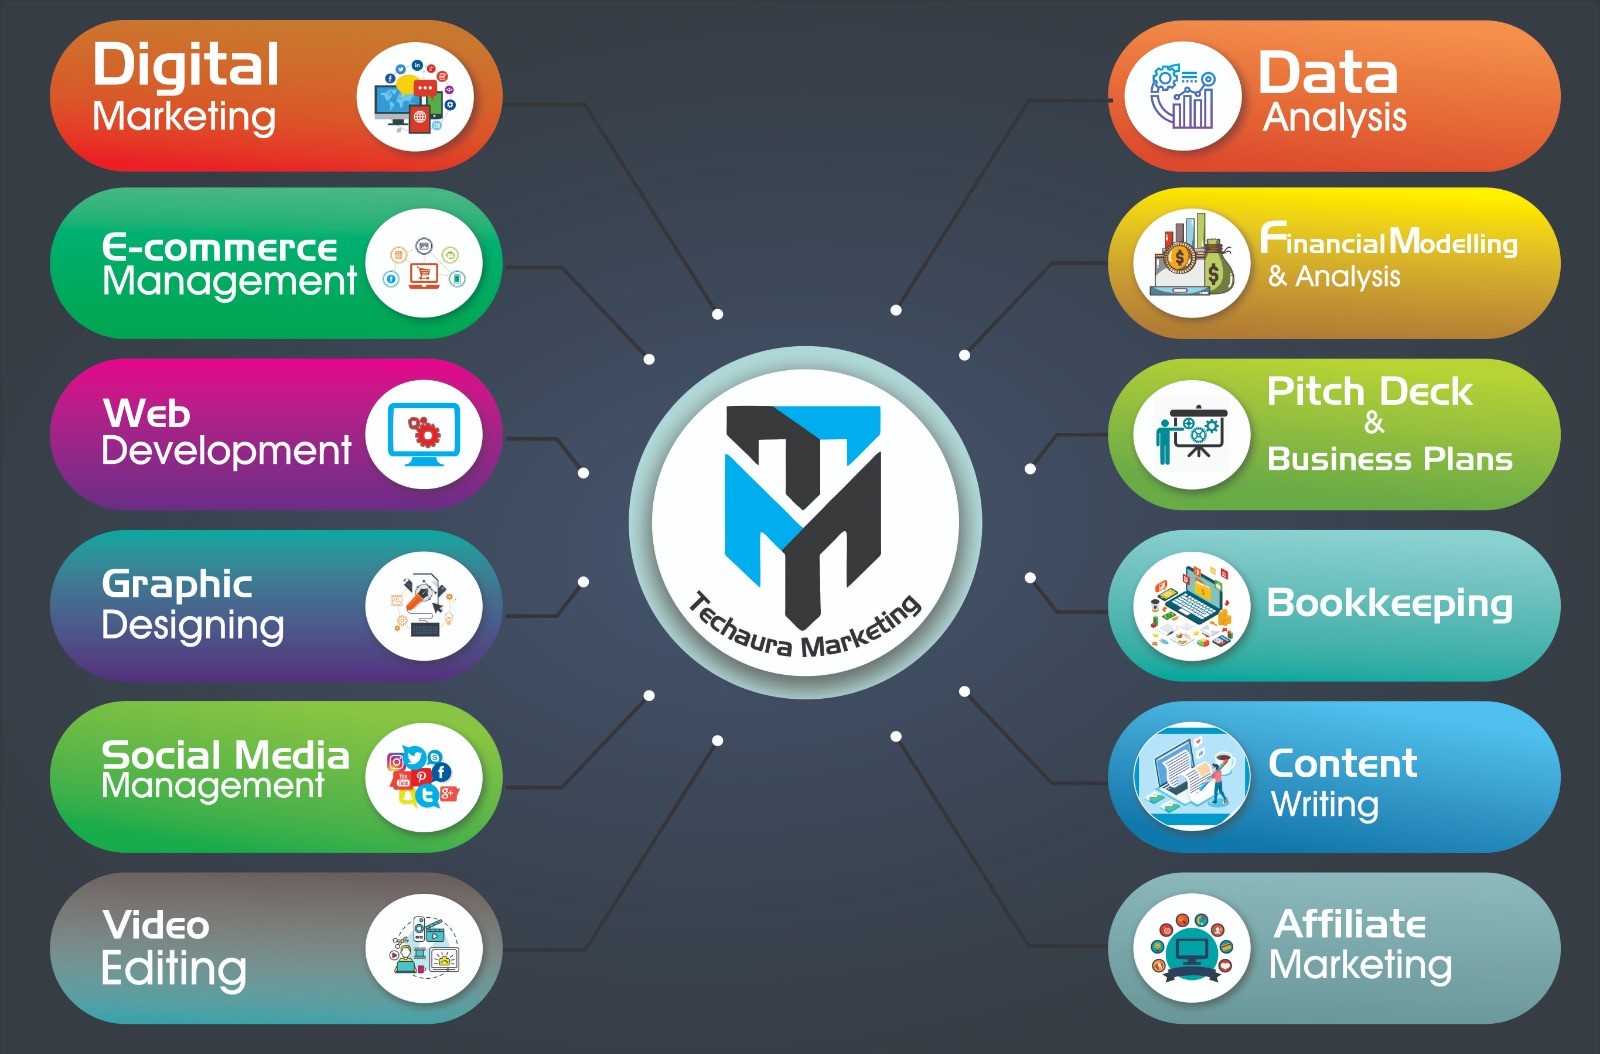 Digital
Marketing
E-commerce
Management
Web
Development
Graphic
Designing
Social Media
Management
Video
Editing
Techaura Marketing
Data
Analysis
Financial Modelling
& Analysis
Pitch Deck
&
Business Plans
Bookkeeping
Content
Writing
Affiliate
Marketing